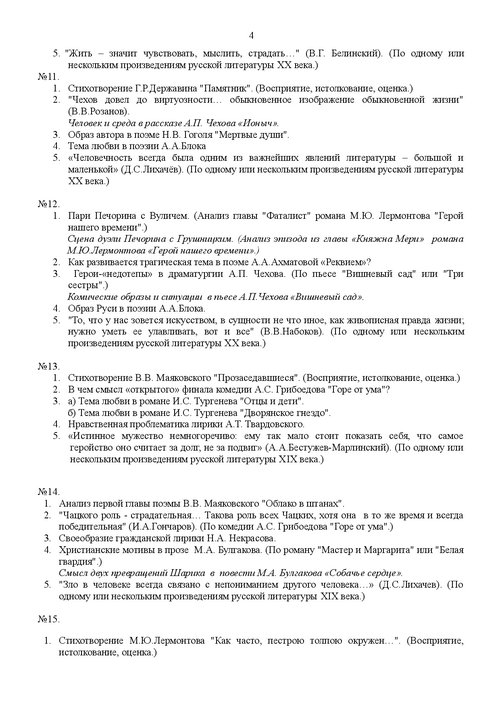 4
5. "Жить – значит чувствовать, мыслить, страдать…" (В.Г. Белинский). (По одному или
нескольким произведениям русской литературы XX века.)
№11.
1. Стихотворение Г.Р.Державина "Памятник". (Восприятие, истолкование, оценка.)
2. "Чехов довел до виртуозности… обыкновенное изображение обыкновенной жизни"
(В.В.Розанов).
Человек и среда в рассказе А.П. Чехова «Ионыч».
3. Образ автора в поэме Н.В. Гоголя "Мертвые души".
4. Тема любви в поэзии А.А.Блока
5. «Человечность всегда была одним из важнейших явлений литературы – большой и
маленькой» (Д.С.Лихачёв). (По одному или нескольким произведениям русской литературы
XX века.)
№12.
1. Пари Печорина с Вуличем. (Анализ главы "Фаталист" романа М.Ю. Лермонтова "Герой
нашего времени".)
Сцена дуэли Печорина с Грушницким. (Анализ эпизода из главы «Княжна Мери» романа
М.Ю.Лермонтова «Герой нашего времени».)
2. Как развивается трагическая тема в поэме А.А.Ахматовой «Реквием»?
3. Герои-«недотепы» в драматургии А.П. Чехова. (По пьесе "Вишневый сад" или "Три
сестры".)
Комические образы и ситуации в пьесе А.П.Чехова «Вишневый сад».
4. Образ Руси в поэзии А.А.Блока.
5. "То, что у нас зовется искусством, в сущности не что иное, как живописная правда жизни;
нужно уметь ее улавливать, вот и все" (В.В.Набоков). (По одному или нескольким
произведениям русской литературы XX века.)
№13.
1. Стихотворение В.В. Маяковского "Прозаседавшиеся". (Восприятие, истолкование, оценка.)
2. В чем смысл «открытого» финала комедии А.С. Грибоедова "Горе от ума"?
3. а) Тема любви в романе И.С. Тургенева "Отцы и дети".
б) Тема любви в романе И.С. Тургенева "Дворянское гнездо".
4. Нравственная проблематика лирики А.Т. Твардовского.
5. «Истинное мужество немногоречиво: ему так мало стоит показать себя, что самое
геройство оно считает за долг, не за подвиг» (А.А.Бестужев-Марлинский). (По одному или
нескольким произведениям русской литературы XIX века.)
№14.
1. Анализ первой главы поэмы В.В. Маяковского "Облако в штанах".
2. "Чацкого роль - страдательная… Такова роль всех Чацких, хотя она в то же время и всегда
победительная" (И.А.Гончаров). (По комедии А.С. Грибоедова "Горе от ума".)
3. Своеобразие гражданской лирики Н.А. Некрасова.
4. Христианские мотивы в прозе М.А. Булгакова. (По роману "Мастер и Маргарита" или "Белая
гвардия".)
Смысл двух превращений Шарика в повести М.А. Булгакова «Собачье сердце».
5. "Зло в человеке всегда связано с непониманием другого человека…» (Д.С.Лихачев). (По
одному или нескольким произведениям русской литературы XIX века.)
№15.
1. Стихотворение М.Ю.Лермонтова "Как часто, пестрою толпою окружен…". (Восприятие,
истолкование, оценка.)